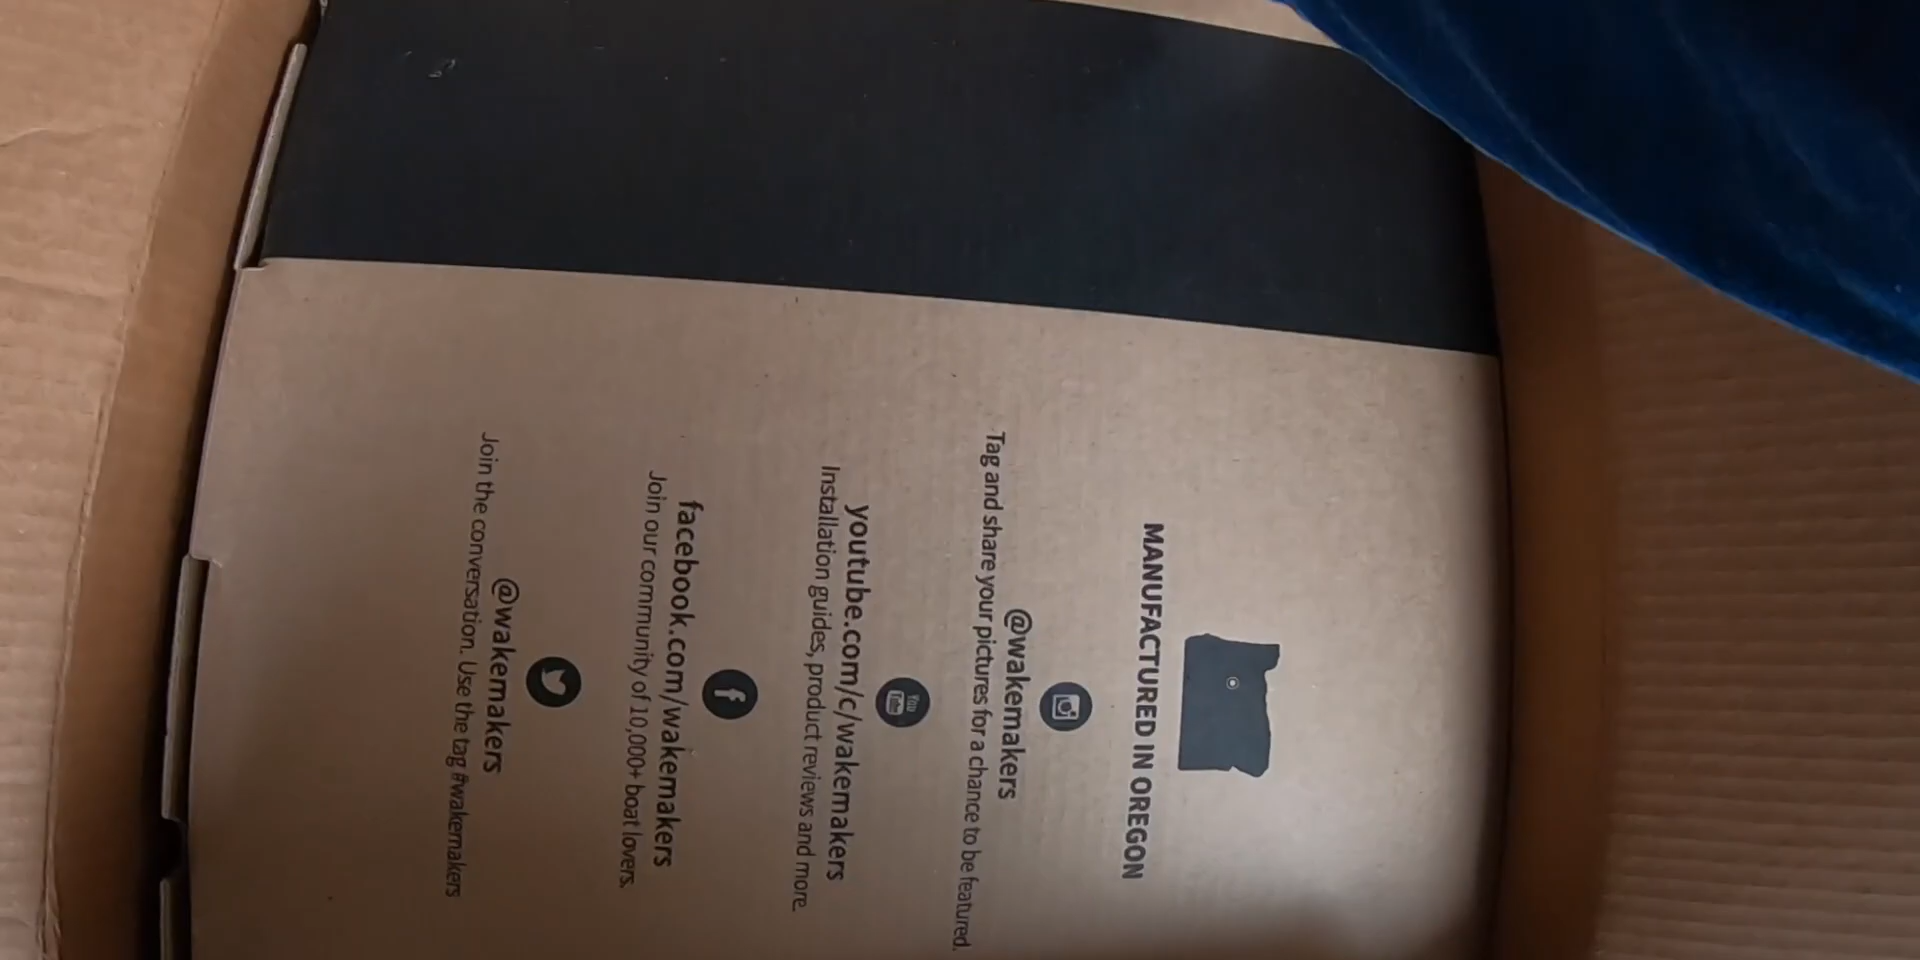 MANUFACTURED IN OREGON
@wakemakers
Tag and share your pictures for a chance to be featured.
You
Tube
youtube.com/c/wakemakers
Installation guides, product reviews and more.
facebook.com/wakemakers
Join our community of 10,000+ boat lovers.
@wakemakers
Join the conversation. Use the tag #wakemakers